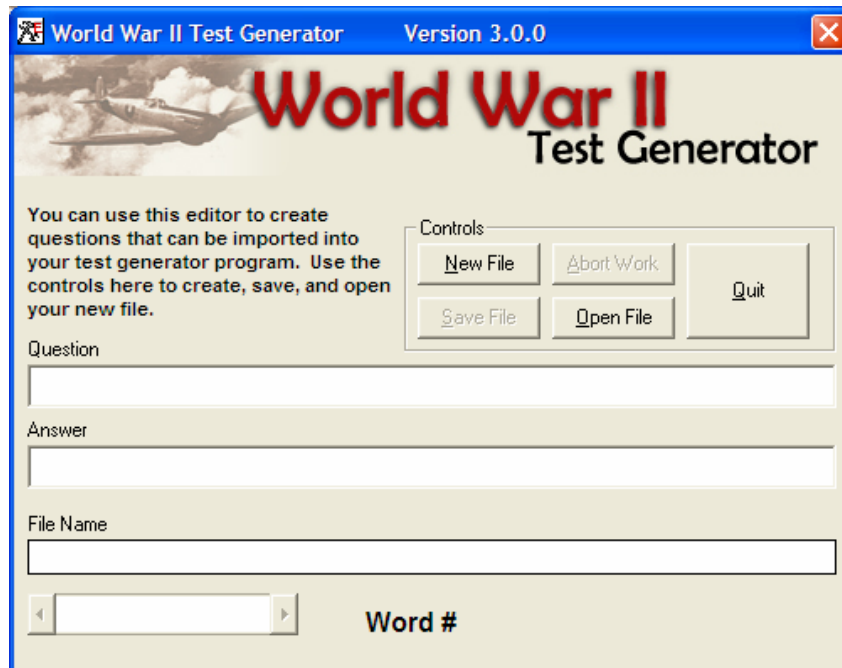 World War II Test Generator Version 3.0.0
World War II
Test Generator
You can use this editor to create
questions that can be imported into
your test generator program. Use the
controls here to create, save, and open
your new file.
Controls
New File
Abort Work
Quit
Save File
Open File
Question
Answer
File Name
Word #